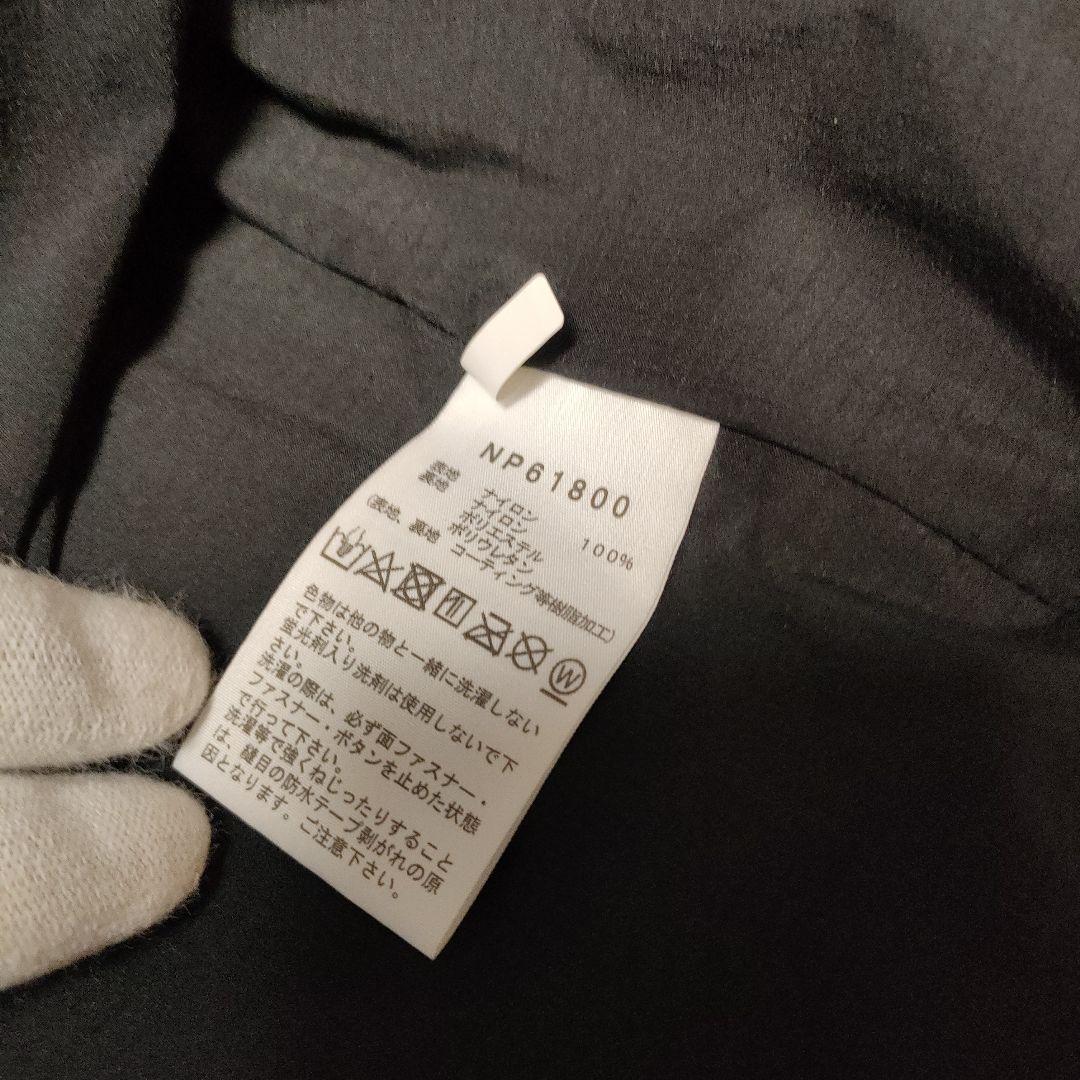 NP61800
表地 ナイロン 100%
裏地 ナイロン
ポリエステル
ポリウレタン
(表地、裏地 コーティング等樹脂加工)
W
色物は他の物と一緒に洗濯しない
で下さい。
蛍光剤入り洗剤は使用しないで下
さい。
洗濯の際は、必ず面ファスナー・
ファスナー・ボタンを止めた状態
で行って下さい。
洗濯等で強くねじったりすること
は、縫目の防水テープ剥がれの原
因となります。ご注意下さい。